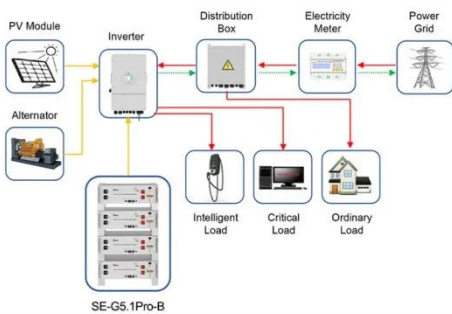 PV Module
Inverter
Distribution
Box
Electricity
Meter
Power
Grid
Alternator
Intelligent
Load
Critical
Load
Ordinary
Load
SE-G5.1Pro-B